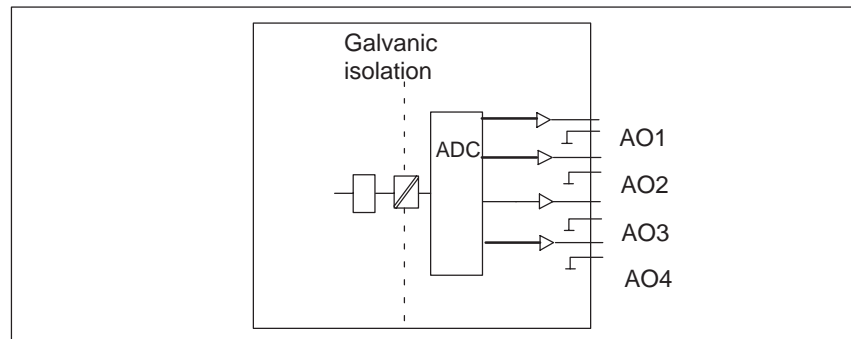 Galvanic
isolation
ADC
AO1
AO2
AO3
AO4